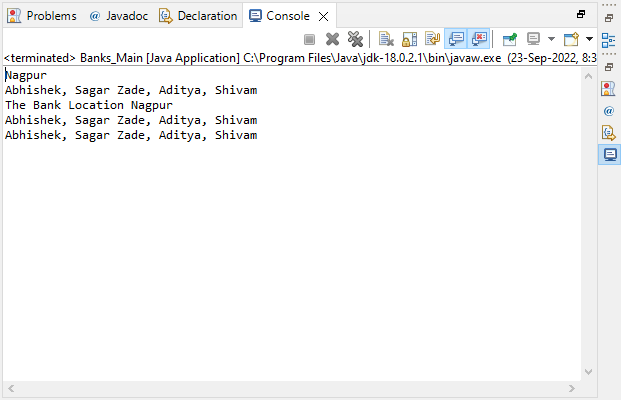 Problems @ Javadoc Declaration Console
<terminated> Banks_Main [Java Application] C:\Program Files\Java\jdk-18.0.2.1\bin\javaw.exe (23-Sep-2022, 8:3
Nagpur
Abhishek, Sagar Zade, Aditya, Shivam
The Bank Location Nagpur
Abhishek, Sagar Zade, Aditya, Shivam
Abhishek, Sagar Zade, Aditya, Shivam